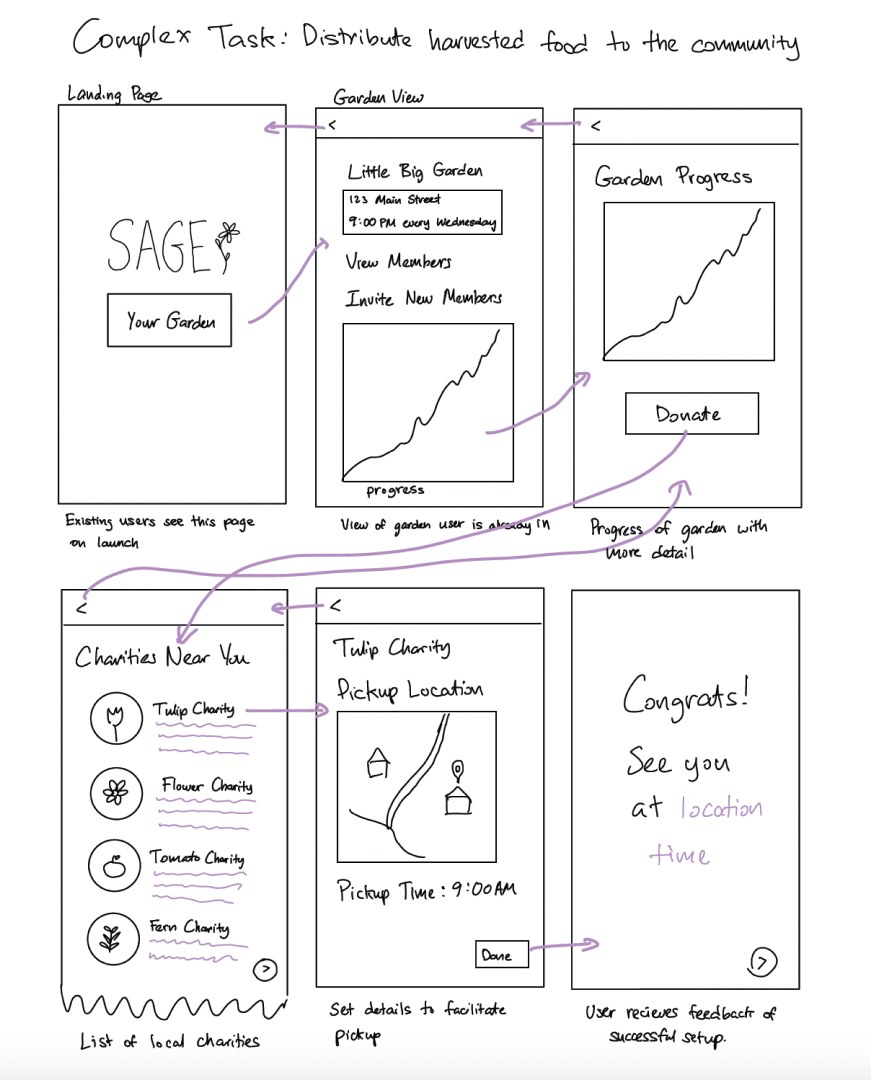 Complex Task: Distribute harvested food to the community
Landing Page
SAGE
Your Garden
Existing users see this page
on launch
Garden View
<
Little Big Garden
123 Main Street
9:00 PM every Wednesday
View Members
Invite New Members
progress
View of garden user is already in
<
Garden Progress
Donate
Progress of garden with
more detail
<
Charities Near You
Tulip Charity
Flower Charity
Tomato Charity
Fern Charity
>
List of local charities
<
Tulip Charity
Pickup Location
Pickup Time: 9:00AM
Done
Set details to facilitate
pickup
Congrats!
See you
at location
time
>
User recieves feedback of
successful setup.